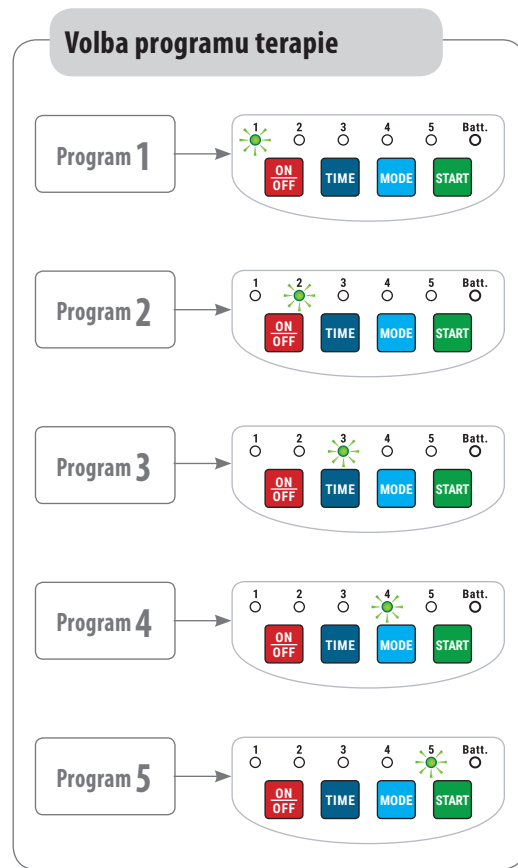 Volba programu terapie
Program 1
1 2 3 4 5 Batt.
ON OFF TIME MODE START
Program 2
1 2 3 4 5 Batt.
ON OFF TIME MODE START
Program 3
1 2 3 4 5 Batt.
ON OFF TIME MODE START
Program 4
1 2 3 4 5 Batt.
ON OFF TIME MODE START
Program 5
1 2 3 4 5 Batt.
ON OFF TIME MODE START